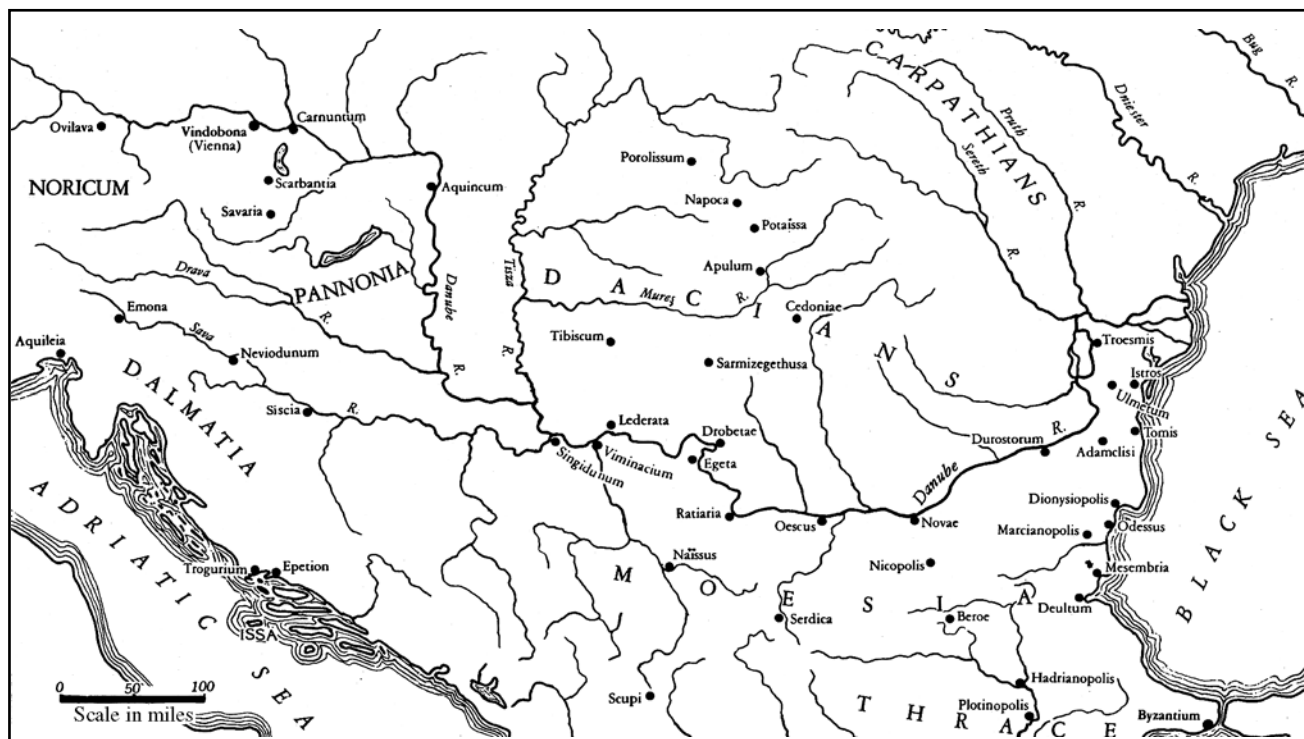 CARPATHIANS
Bug
R.
Dniester
R.
Pruth
R.
Sereth
R.
Ovilava
Vindobona
(Vienna)
Carnuntum
NORICUM
Scarbantia
Savaria
Aquincum
Porolissum
Napoca
Potaïssa
Apulum
DACIANS
Mureş
R.
Tisza
R.
Drava
R.
PANNONIA
Danube
R.
Emona
Sava
R.
Aquileia
Neviodunum
Siscia
DALMATIA
Tibiscum
Cedoniae
Sarmizegethusa
Lederata
Drobetae
Singidunum
Viminacium
Egeta
Ratiaria
Oescus
Novae
Danube
R.
Durostorum
Troesmis
Istros
Ulmetum
Tomis
Adamclisi
Dionysiopolis
Marcianopolis
Odessus
Mesembria
Deultum
BLACK SEA
ADRIATIC SEA
Trogurium
Epetion
ISSA
Naïssus
MOESIA
Nicopolis
Serdica
Beroe
Scupi
Hadrianopolis
Plotinopolis
THRACE
Byzantium
0 50 100
Scale in miles